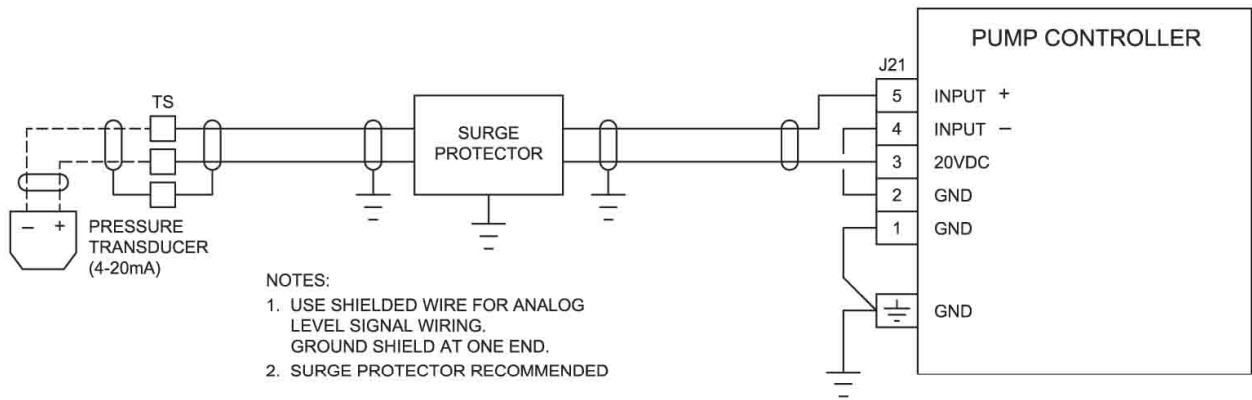 PUMP CONTROLLER
J21
5 INPUT +
4 INPUT −
3 20VDC
2 GND
1 GND
GND
TS
SURGE
PROTECTOR
− +
PRESSURE
TRANSDUCER
(4-20mA)
NOTES:
1. USE SHIELDED WIRE FOR ANALOG
LEVEL SIGNAL WIRING.
GROUND SHIELD AT ONE END.
2. SURGE PROTECTOR RECOMMENDED